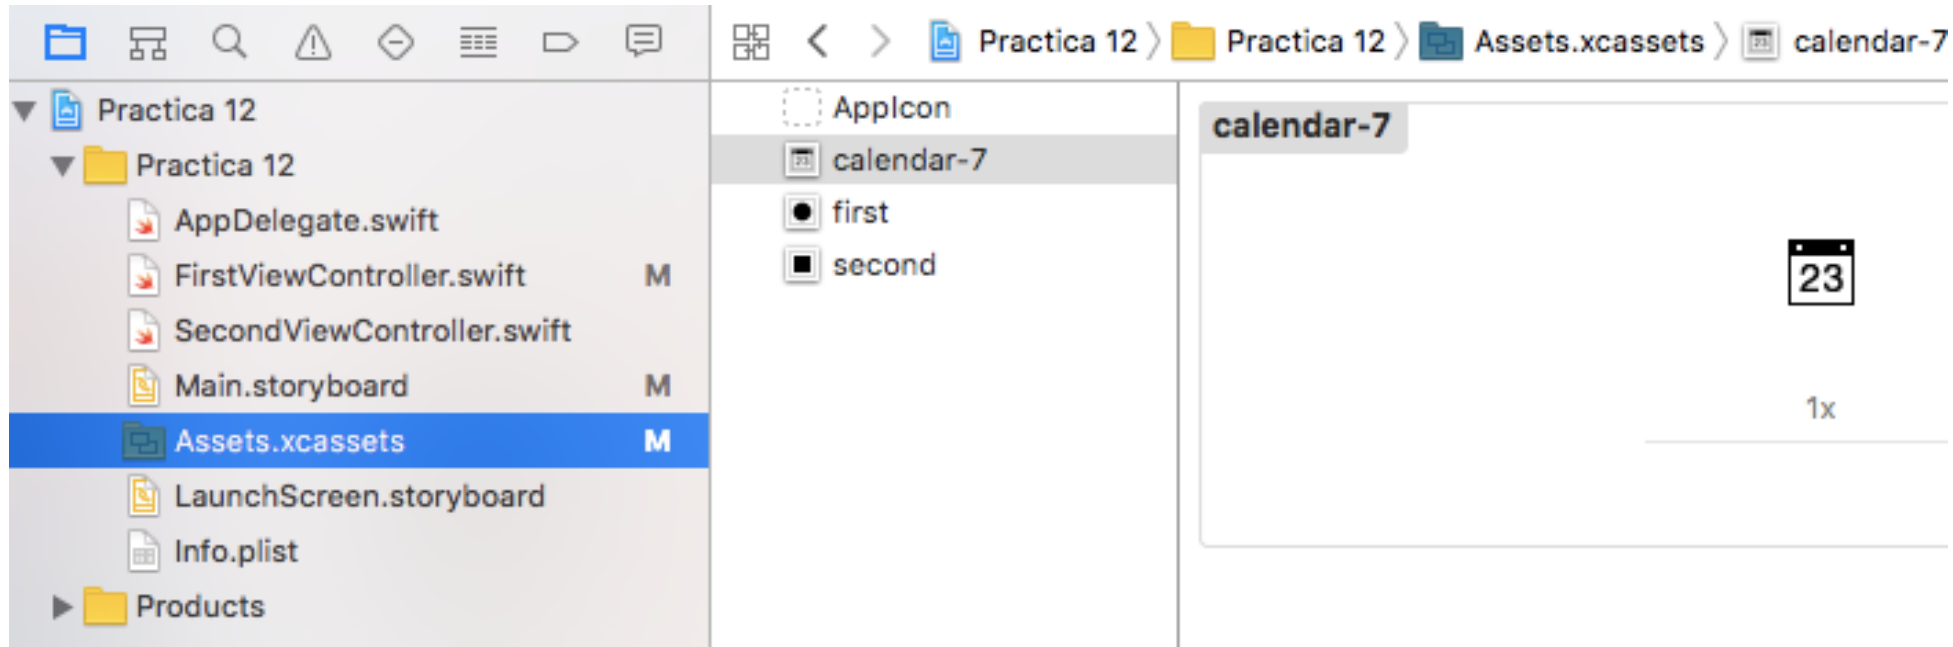 Practica 12 Practica 12 Assets.xcassets calendar-7
Practica 12
Practica 12
AppDelegate.swift
FirstViewController.swift M
SecondViewController.swift
Main.storyboard M
Assets.xcassets M
LaunchScreen.storyboard
Info.plist
Products
AppIcon
calendar-7
first
second
calendar-7
23
1x